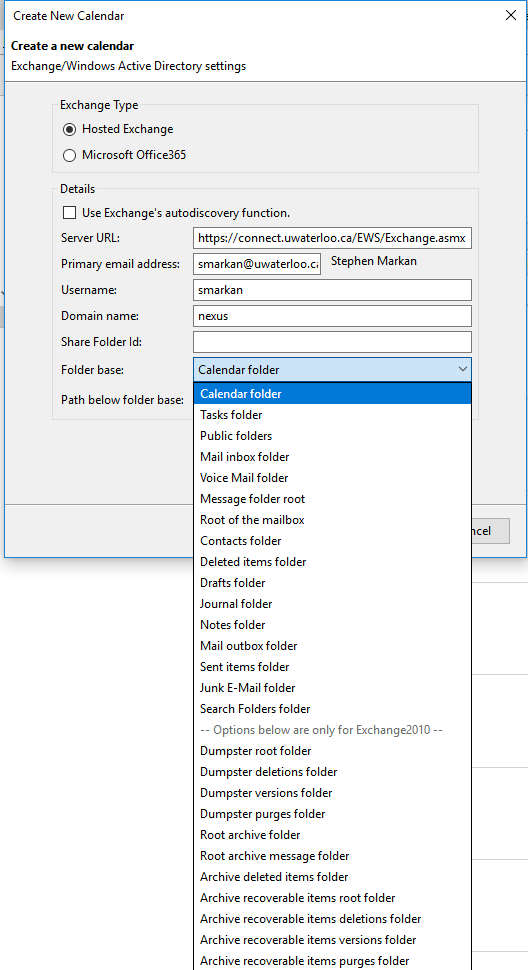 Create New Calendar
Create a new calendar
Exchange/Windows Active Directory settings
Exchange Type
Hosted Exchange
Microsoft Office365
Details
Use Exchange's autodiscovery function.
Server URL: https://connect.uwaterloo.ca/EWS/Exchange.asmx
Primary email address: smarkan@uwaterloo.ca Stephen Markan
Username: smarkan
Domain name: nexus
Share Folder Id:
Folder base: Calendar folder
Path below folder base:
Calendar folder
Tasks folder
Public folders
Mail inbox folder
Voice Mail folder
Message folder root
Root of the mailbox
ncel
Contacts folder
Deleted items folder
Drafts folder
Journal folder
Notes folder
Mail outbox folder
Sent items folder
Junk E-Mail folder
Search Folders folder
-- Options below are only for Exchange2010 --
Dumpster root folder
Dumpster deletions folder
Dumpster versions folder
Dumpster purges folder
Root archive folder
Root archive message folder
Archive deleted items folder
Archive recoverable items root folder
Archive recoverable items deletions folder
Archive recoverable items versions folder
Archive recoverable items purges folder